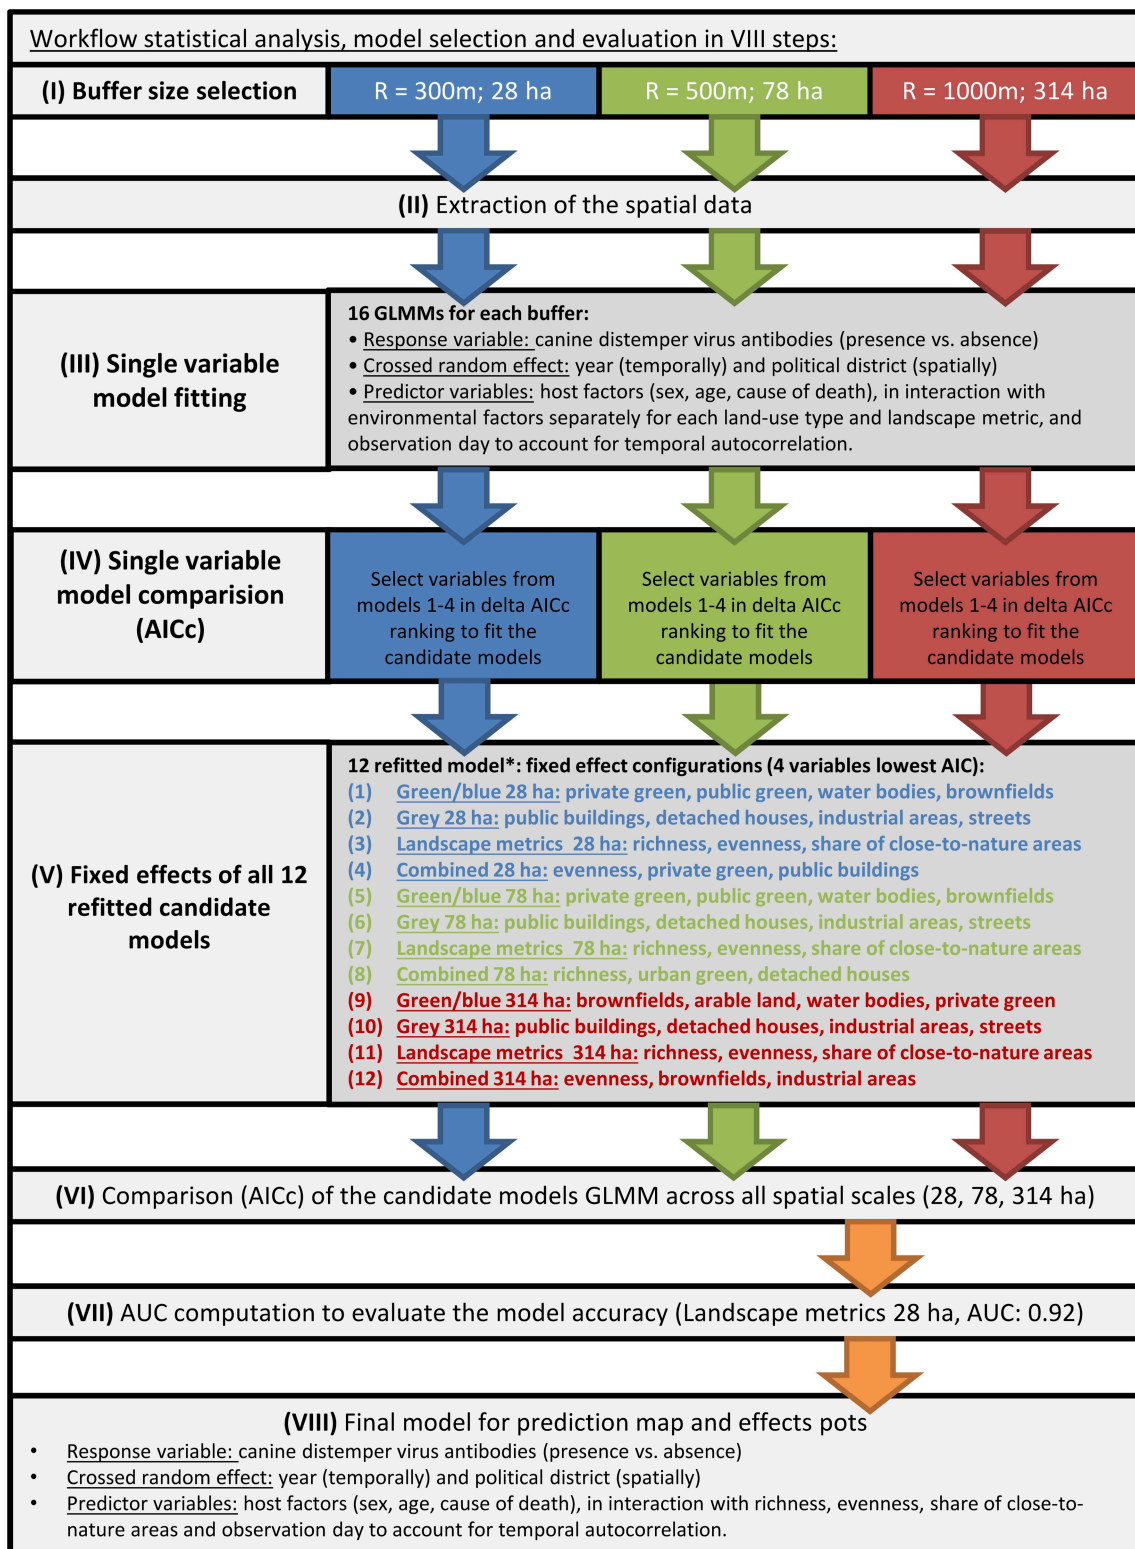 Workflow statistical analysis, model selection and evaluation in VIII steps:
(I) Buffer size selection
R = 300m; 28 ha
R = 500m; 78 ha
R = 1000m; 314 ha
(II) Extraction of the spatial data
(III) Single variable
model fitting
16 GLMMs for each buffer:
• Response variable: canine distemper virus antibodies (presence vs. absence)
• Crossed random effect: year (temporally) and political district (spatially)
• Predictor variables: host factors (sex, age, cause of death), in interaction with
environmental factors separately for each land-use type and landscape metric, and
observation day to account for temporal autocorrelation.
(IV) Single variable
model comparision
(AICc)
Select variables from
models 1-4 in delta AICc
ranking to fit the
candidate models
Select variables from
models 1-4 in delta AICc
ranking to fit the
candidate models
Select variables from
models 1-4 in delta AICc
ranking to fit the
candidate models
(V) Fixed effects of all 12
refitted candidate
models
12 refitted model*: fixed effect configurations (4 variables lowest AIC):
(1) Green/blue 28 ha: private green, public green, water bodies, brownfields
(2) Grey 28 ha: public buildings, detached houses, industrial areas, streets
(3) Landscape metrics 28 ha: richness, evenness, share of close-to-nature areas
(4) Combined 28 ha: evenness, private green, public buildings
(5) Green/blue 78 ha: private green, public green, water bodies, brownfields
(6) Grey 78 ha: public buildings, detached houses, industrial areas, streets
(7) Landscape metrics 78 ha: richness, evenness, share of close-to-nature areas
(8) Combined 78 ha: richness, urban green, detached houses
(9) Green/blue 314 ha: brownfields, arable land, water bodies, private green
(10) Grey 314 ha: public buildings, detached houses, industrial areas, streets
(11) Landscape metrics 314 ha: richness, evenness, share of close-to-nature areas
(12) Combined 314 ha: evenness, brownfields, industrial areas
(VI) Comparison (AICc) of the candidate models GLMM across all spatial scales (28, 78, 314 ha)
(VII) AUC computation to evaluate the model accuracy (Landscape metrics 28 ha, AUC: 0.92)
(VIII) Final model for prediction map and effects pots
• Response variable: canine distemper virus antibodies (presence vs. absence)
• Crossed random effect: year (temporally) and political district (spatially)
• Predictor variables: host factors (sex, age, cause of death), in interaction with richness, evenness, share of close-to-
nature areas and observation day to account for temporal autocorrelation.